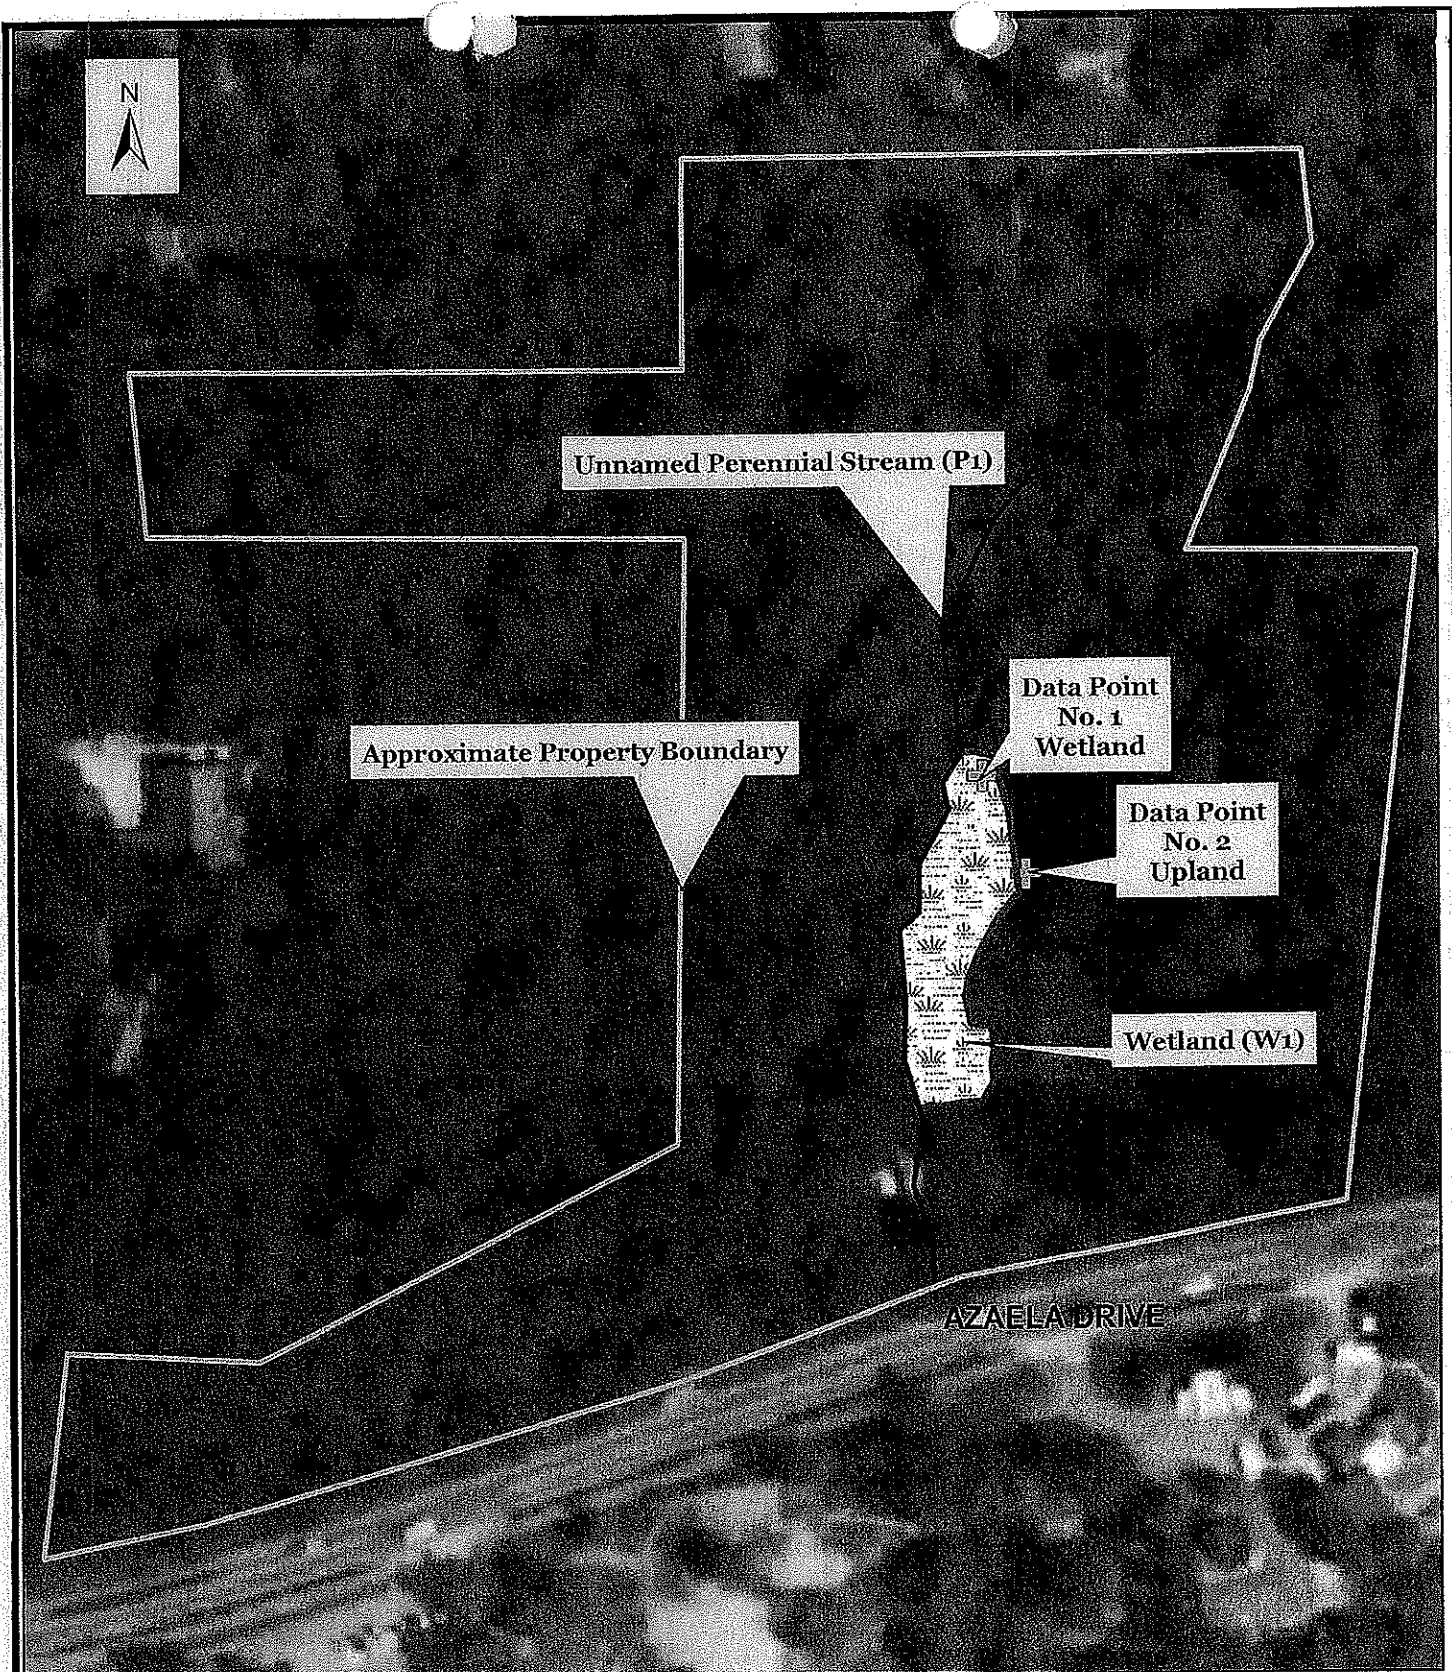 N
Unnamed Perennial Stream (P1)
Data Point
No. 1
Wetland
Approximate Property Boundary
Data Point
No. 2
Upland
Wetland (W1)
AZAELA DRIVE